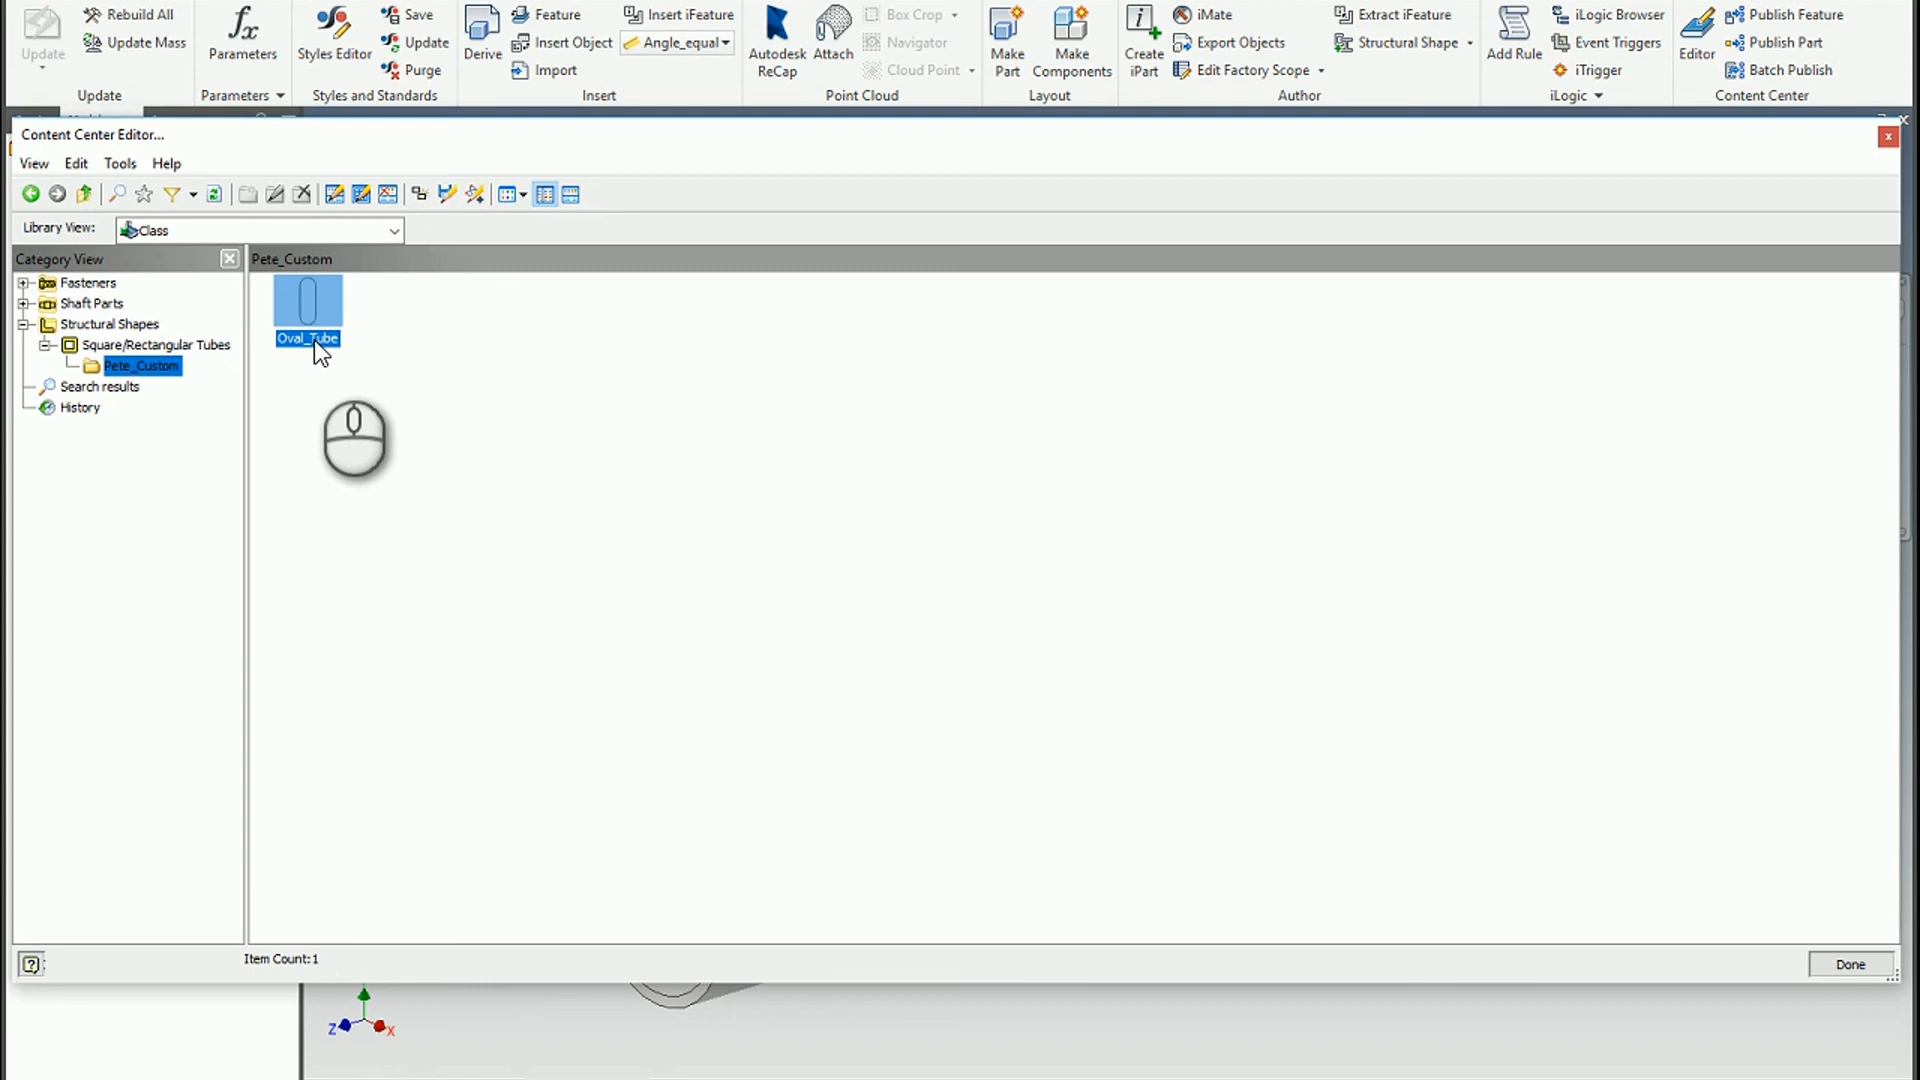 Update
Rebuild All
Update Mass
Update
fx
Parameters
Parameters
Styles Editor
Save
Update
Purge
Styles and Standards
Derive
Feature
Insert Object
Import
Insert iFeature
Angle_equal
Insert
Autodesk
ReCap
Attach
Box Crop
Navigator
Cloud Point
Point Cloud
Make
Part
Make
Components
Layout
Create
iPart
iMate
Export Objects
Edit Factory Scope
Extract iFeature
Structural Shape
Author
Add Rule
iLogic Browser
Event Triggers
iTrigger
iLogic
Editor
Publish Feature
Publish Part
Batch Publish
Content Center
Content Center Editor...
View
Edit
Tools
Help
Library View:
Class
Category View
Fasteners
Shaft Parts
Structural Shapes
Square/Rectangular Tubes
Pete_Custom
Search results
History
Pete_Custom
Oval_Tube
Item Count:1
Done
Z
X